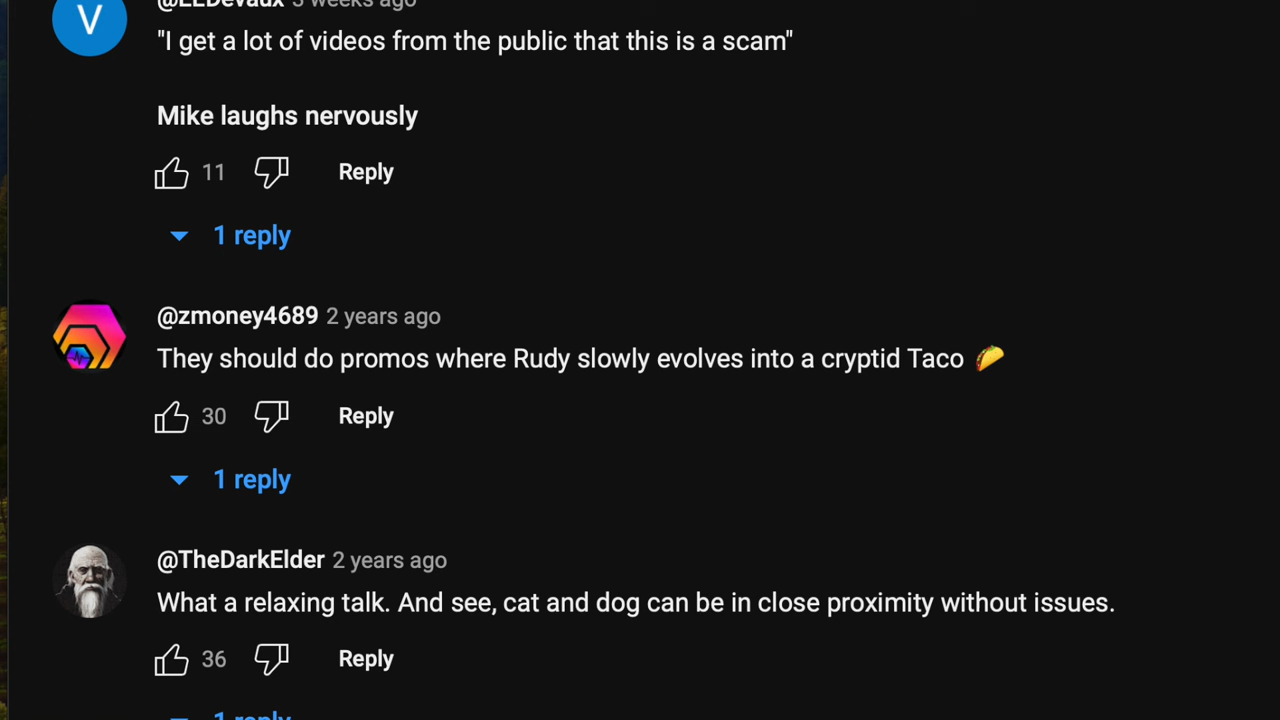 V
@EEDevaux 3 weeks ago
"I get a lot of videos from the public that this is a scam"
Mike laughs nervously
11 Reply
1 reply
@zmoney4689 2 years ago
They should do promos where Rudy slowly evolves into a cryptid Taco 🌮
30 Reply
1 reply
@TheDarkElder 2 years ago
What a relaxing talk. And see, cat and dog can be in close proximity without issues.
36 Reply
1 reply